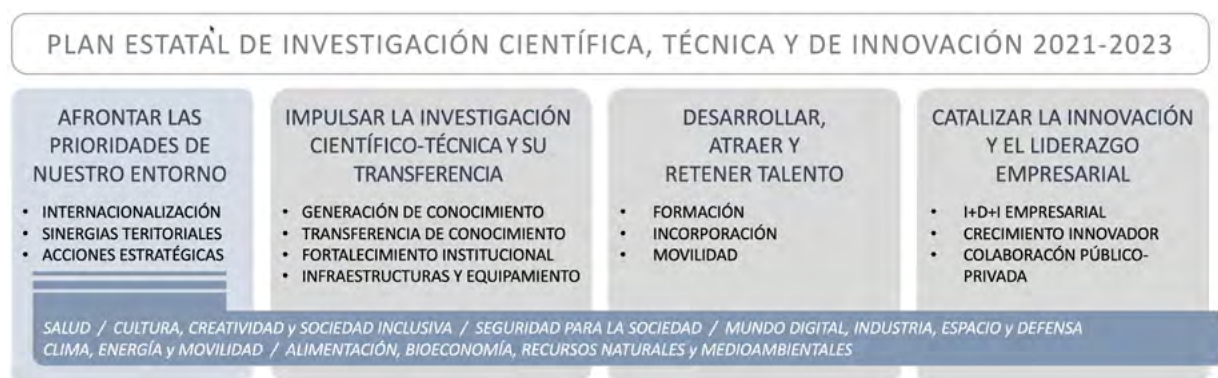 PLAN ESTATAL DE INVESTIGACIÓN CIENTÍFICA, TÉCNICA Y DE INNOVACIÓN 2021-2023
AFRONTAR LAS
PRIORIDADES DE
NUESTRO ENTORNO
• INTERNACIONALIZACIÓN
• SINERGIAS TERITORIALES
• ACCIONES ESTRATÉGICAS
IMPULSAR LA INVESTIGACIÓN
CIENTÍFICO-TÉCNICA Y SU
TRANSFERENCIA
• GENERACIÓN DE CONOCIMIENTO
• TRANSFERENCIA DE CONOCIMIENTO
• FORTALECIMIENTO INSTITUCIONAL
• INFRAESTRUCTURAS Y EQUIPAMIENTO
DESARROLLAR,
ATRAER Y
RETENER TALENTO
• FORMACIÓN
• INCORPORACIÓN
• MOVILIDAD
CATALIZAR LA INNOVACIÓN
Y EL LIDERAZGO
EMPRESARIAL
• I+D+I EMPRESARIAL
• CRECIMIENTO INNOVADOR
• COLABORACÓN PÚBLICO-
PRIVADA
SALUD / CULTURA, CREATIVIDAD y SOCIEDAD INCLUSIVA / SEGURIDAD PARA LA SOCIEDAD / MUNDO DIGITAL, INDUSTRIA, ESPACIO y DEFENSA
CLIMA, ENERGÍA y MOVILIDAD / ALIMENTACIÓN, BIOECONOMÍA, RECURSOS NATURALES y MEDIOAMBIENTALES